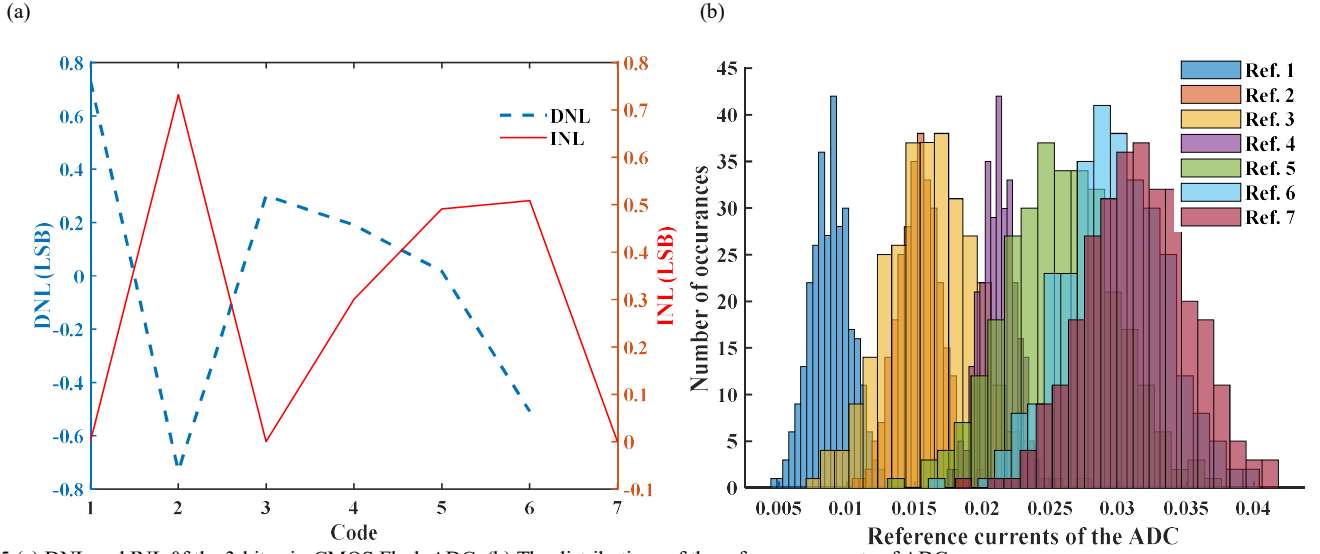 (a)
(b)
0.8
0.6
0.4
0.2
0
-0.2
-0.4
-0.6
-0.8
DNL (LSB)
DNL
INL
0.8
0.7
0.6
0.5
0.4
0.3
0.2
0.1
0
-0.1
INL (LSB)
1 2 3 4 5 6 7
Code
45
40
35
30
25
20
15
10
5
0
Number of occurances
Ref. 1
Ref. 2
Ref. 3
Ref. 4
Ref. 5
Ref. 6
Ref. 7
0.005 0.01 0.015 0.02 0.025 0.03 0.035 0.04
Reference currents of the ADC